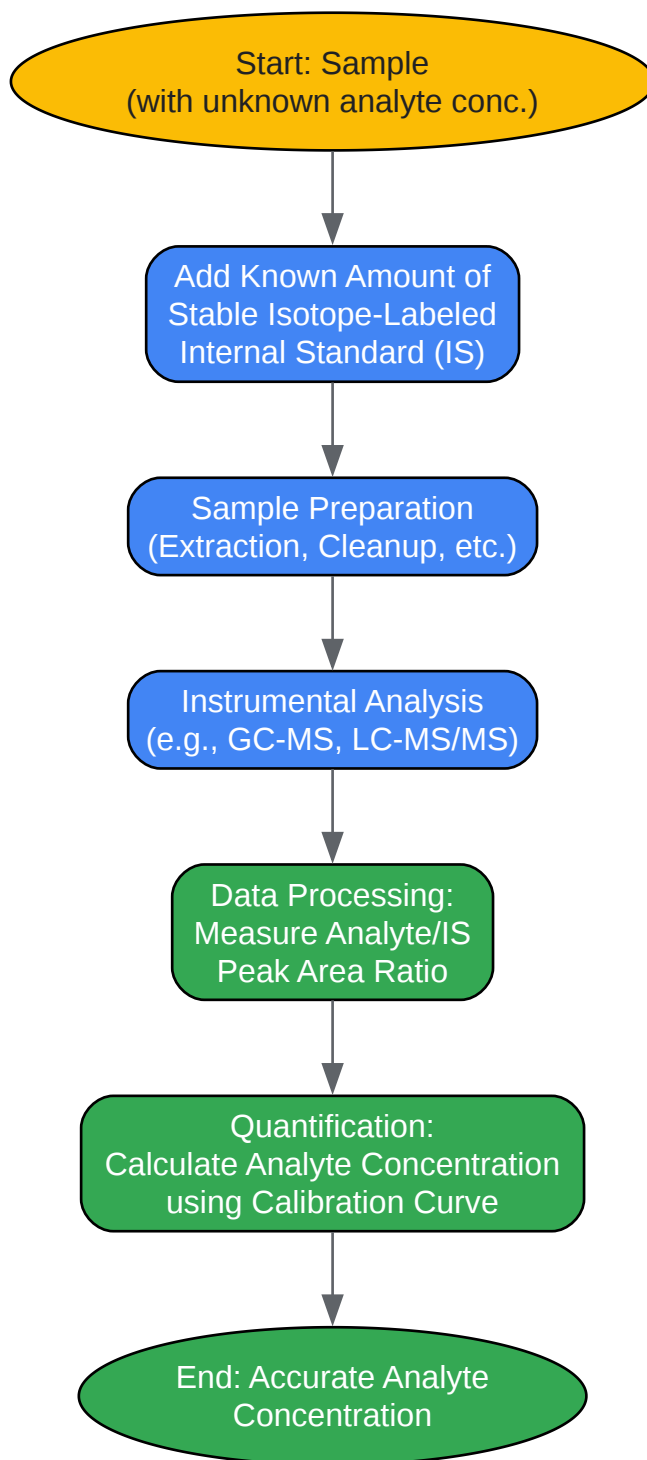 Start: Sample
(with unknown analyte conc.)
Add Known Amount of
Stable Isotope-Labeled
Internal Standard (IS)
Sample Preparation
(Extraction, Cleanup, etc.)
Instrumental Analysis
(e.g., GC-MS, LC-MS/MS)
Data Processing:
Measure Analyte/IS
Peak Area Ratio
Quantification:
Calculate Analyte Concentration
using Calibration Curve
End: Accurate Analyte
Concentration